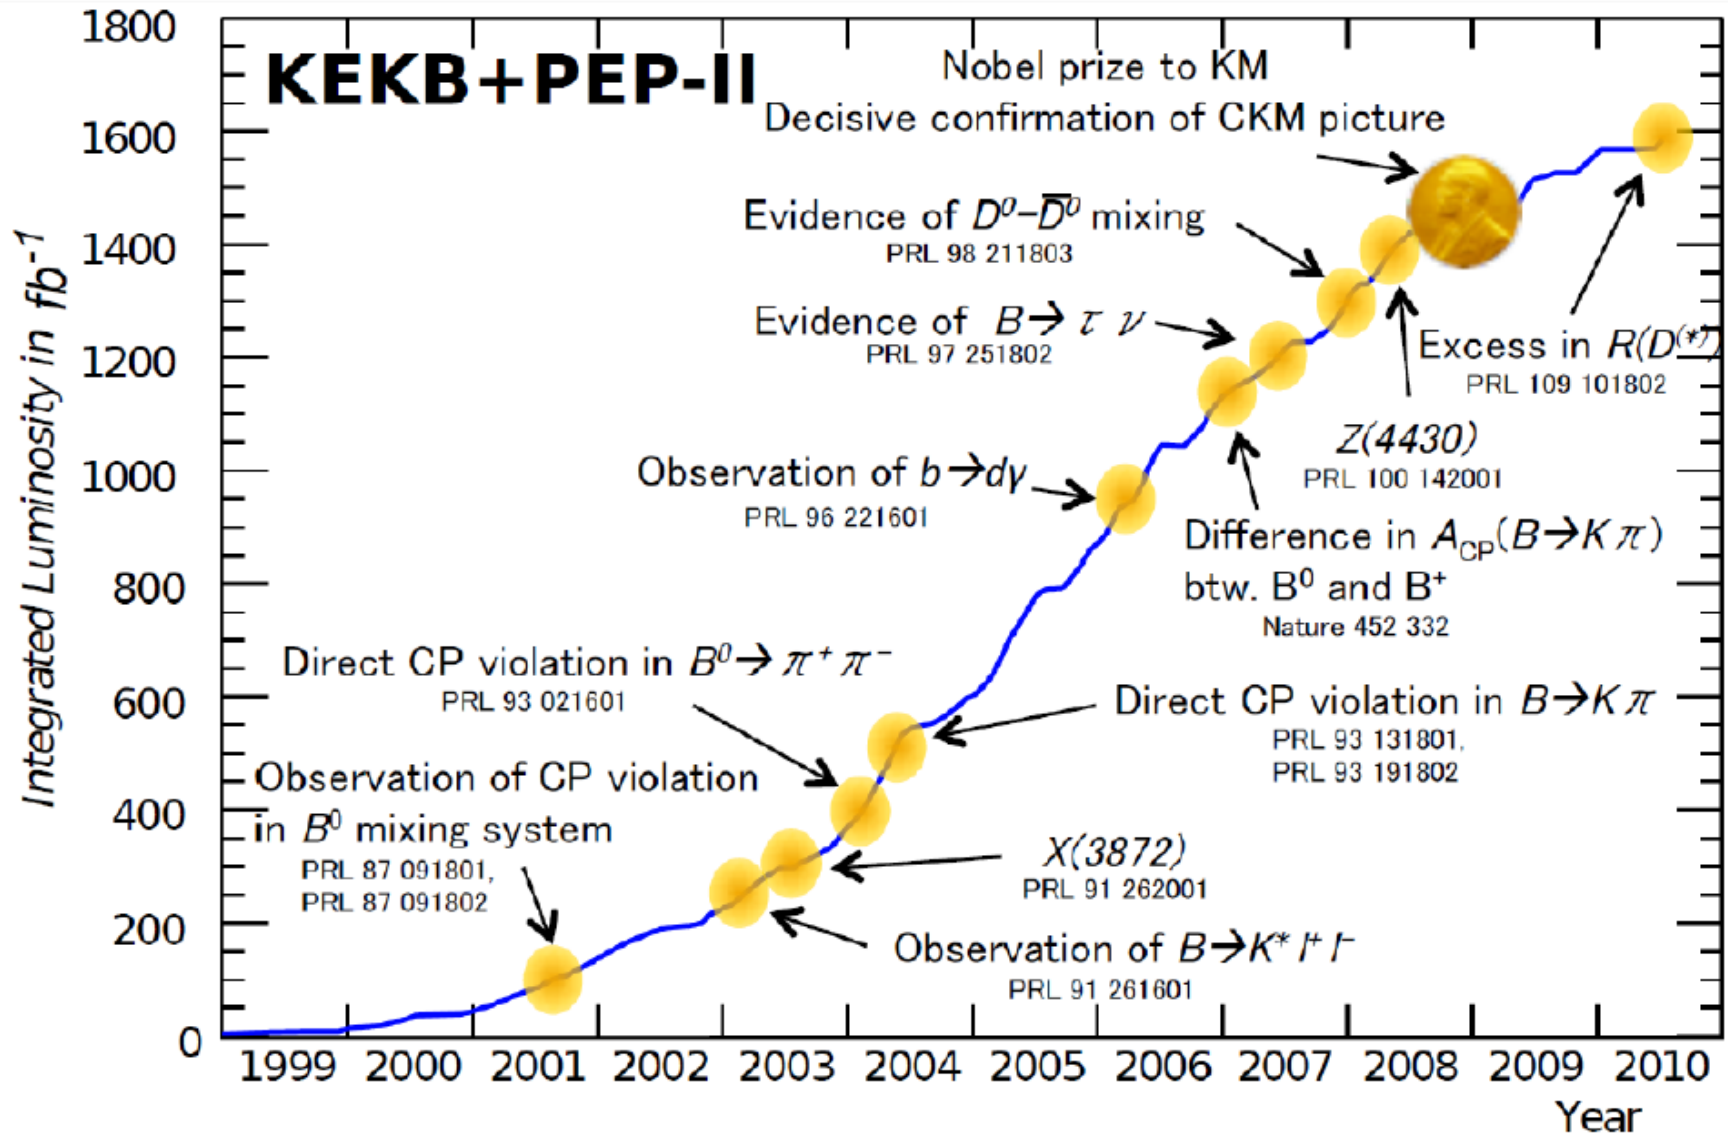 KEKB+PEP-II
Nobel prize to KM
Decisive confirmation of CKM picture
Evidence of D⁰−D̅⁰ mixing
PRL 98 211803
Evidence of B→ τ ν
PRL 97 251802
Excess in R(D⁽*⁾)
PRL 109 101802
Z(4430)
PRL 100 142001
Observation of b→dγ
PRL 96 221601
Difference in A_CP(B→Kπ)
btw. B⁰ and B⁺
Nature 452 332
Direct CP violation in B⁰→ π⁺ π⁻
PRL 93 021601
Direct CP violation in B→Kπ
PRL 93 131801,
PRL 93 191802
Observation of CP violation
in B⁰ mixing system
PRL 87 091801,
PRL 87 091802
X(3872)
PRL 91 262001
Observation of B→K* l⁺ l⁻
PRL 91 261601
Integrated Luminosity in fb⁻¹
1800
1600
1400
1200
1000
800
600
400
200
0
1999 2000 2001 2002 2003 2004 2005 2006 2007 2008 2009 2010
Year